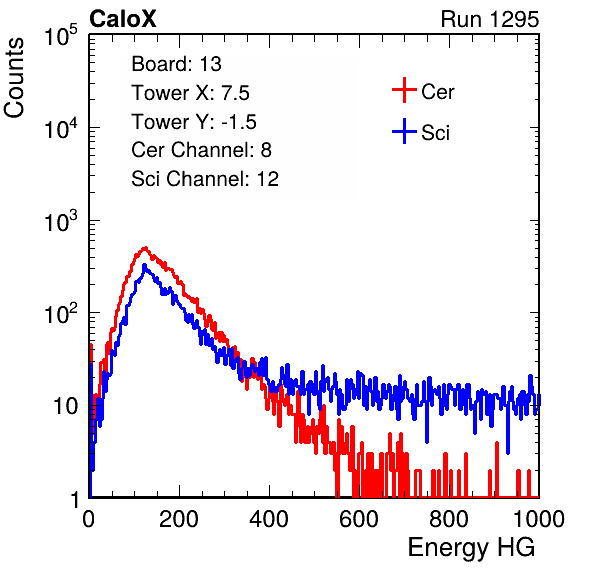 CaloX Run 1295
Counts
10^5
10^4
10^3
10^2
10
1
Board: 13
Tower X: 7.5
Tower Y: -1.5
Cer Channel: 8
Sci Channel: 12
Cer
Sci
0 200 400 600 800 1000
Energy HG